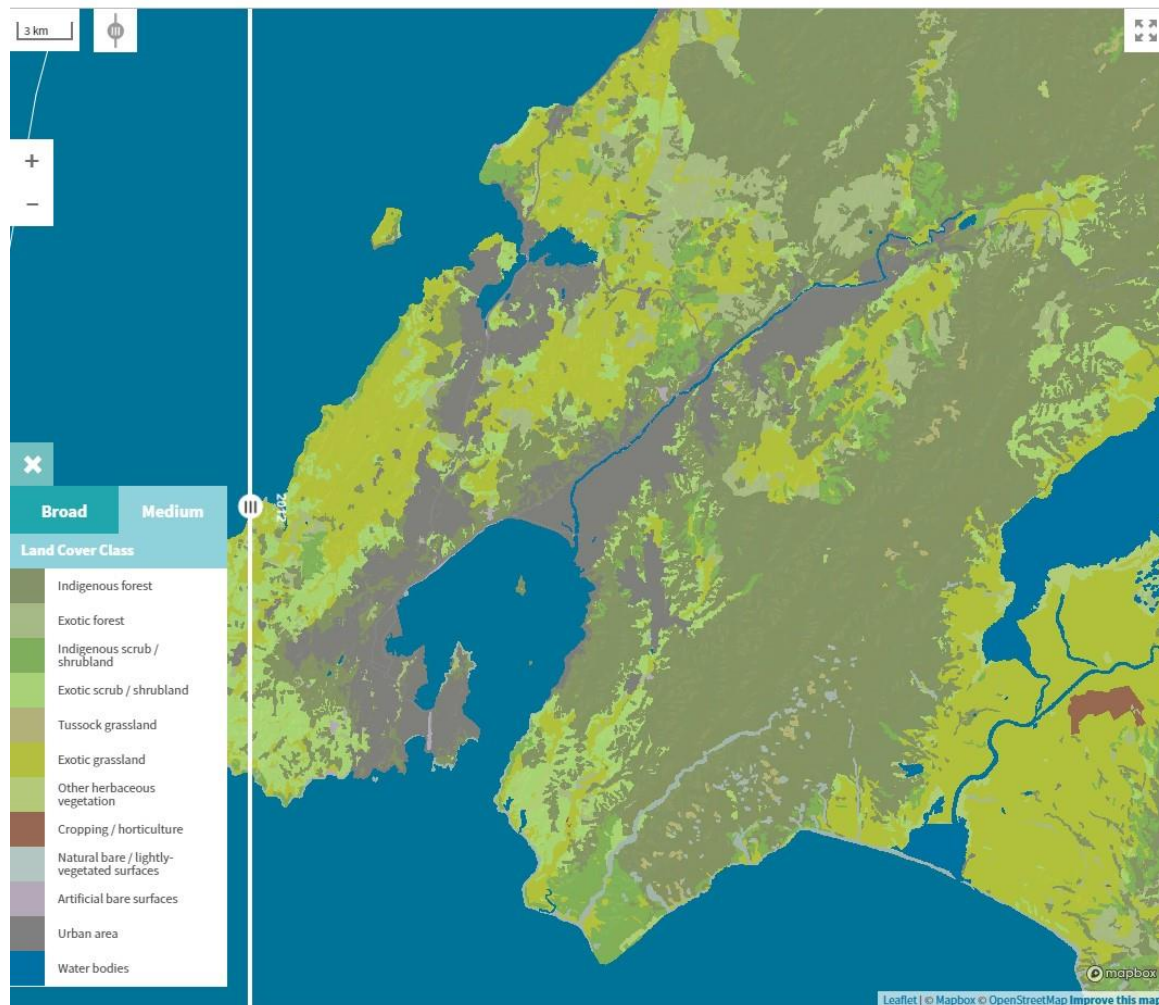 3 km
+
−
2012
Broad
Medium
Land Cover Class
Indigenous forest
Exotic forest
Indigenous scrub /
shrubland
Exotic scrub / shrubland
Tussock grassland
Exotic grassland
Other herbaceous
vegetation
Cropping / horticulture
Natural bare / lightly-
vegetated surfaces
Artificial bare surfaces
Urban area
Water bodies
mapbox
Leaflet | © Mapbox © OpenStreetMap Improve this map